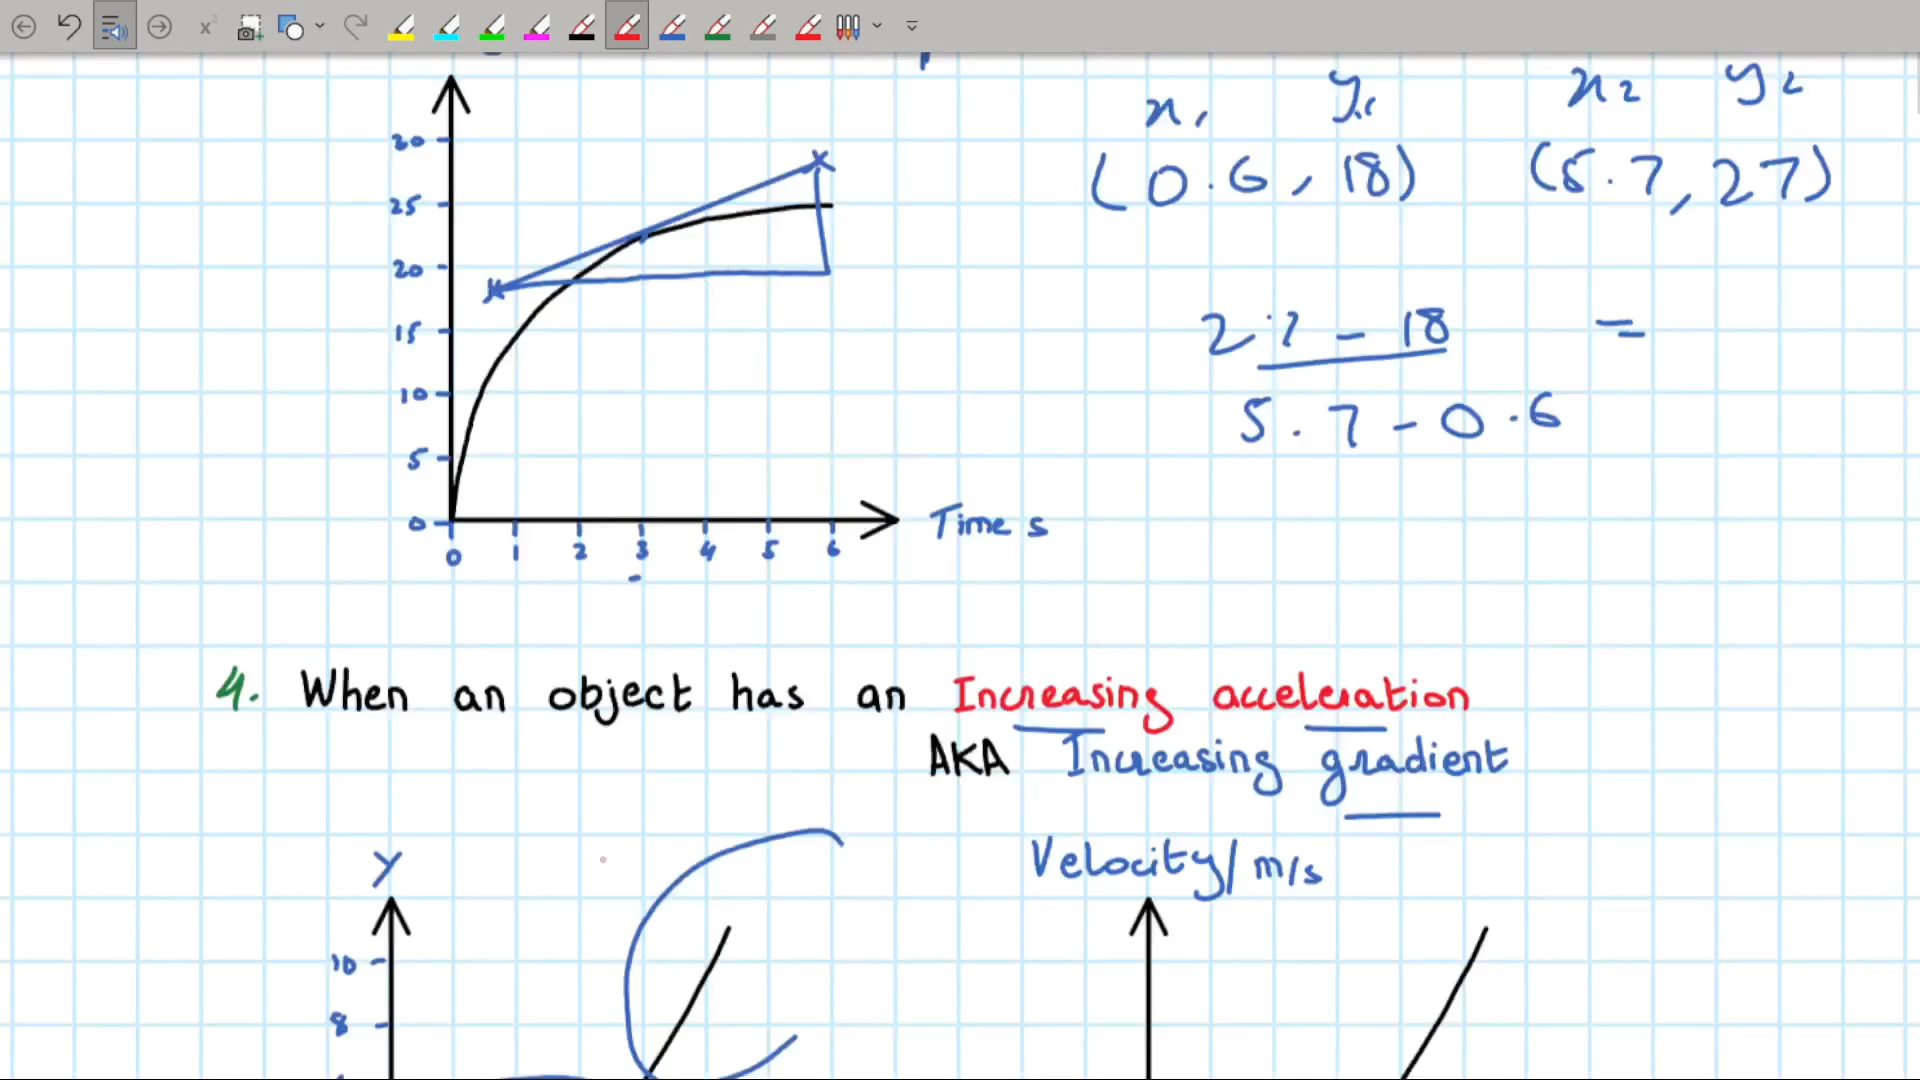 x₁ y₁ x₂ y₂
(0.6, 18) (5.7, 27)
30
25
20
15
10
5
0
0 1 2 3 4 5 6
Time s
27 - 18 =
5.7 - 0.6
4. When an object has an Increasing acceleration
AKA Increasing gradient
Y
10
8
Velocity/m/s